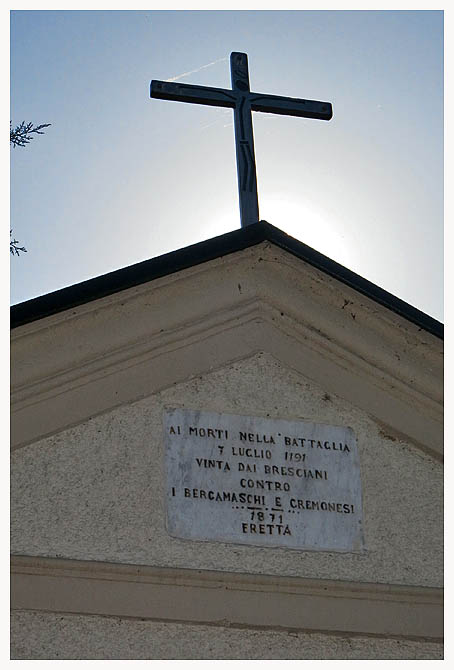 AI MORTI NELLA BATTAGLIA
7 LUGLIO 1191
VINTA DAI BRESCIANI
CONTRO
I BERGAMASCHI E CREMONESI
1871
ERETTA